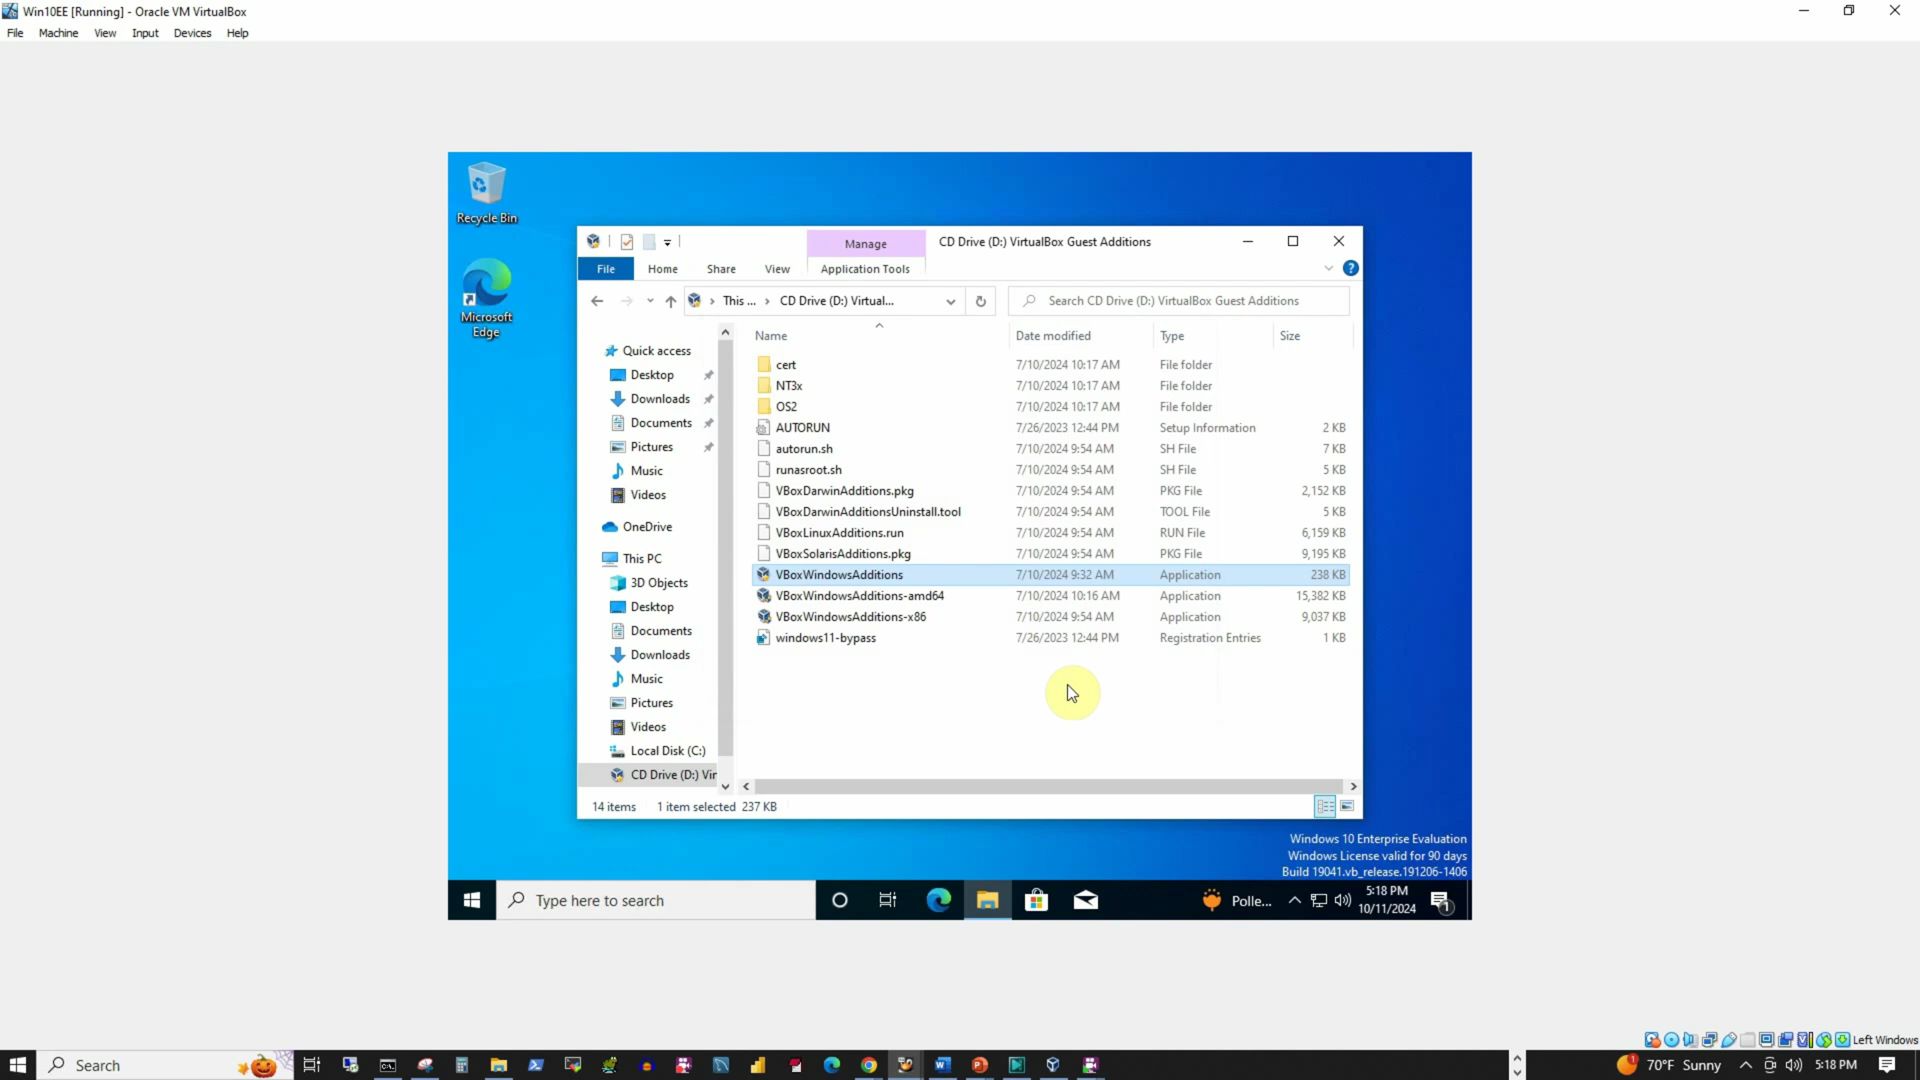 Win10EE [Running] - Oracle VM VirtualBox
File Machine View Input Devices Help
Recycle Bin
Microsoft
Edge
Manage
CD Drive (D:) VirtualBox Guest Additions
File Home Share View Application Tools
This ... CD Drive (D:) Virtual...
Search CD Drive (D:) VirtualBox Guest Additions
Quick access
Desktop
Downloads
Documents
Pictures
Music
Videos
OneDrive
This PC
3D Objects
Desktop
Documents
Downloads
Music
Pictures
Videos
Local Disk (C:)
CD Drive (D:) Vir
Name Date modified Type Size
cert 7/10/2024 10:17 AM File folder
NT3x 7/10/2024 10:17 AM File folder
OS2 7/10/2024 10:17 AM File folder
AUTORUN 7/26/2023 12:44 PM Setup Information 2 KB
autorun.sh 7/10/2024 9:54 AM SH File 7 KB
runasroot.sh 7/10/2024 9:54 AM SH File 5 KB
VBoxDarwinAdditions.pkg 7/10/2024 9:54 AM PKG File 2,152 KB
VBoxDarwinAdditionsUninstall.tool 7/10/2024 9:54 AM TOOL File 5 KB
VBoxLinuxAdditions.run 7/10/2024 9:54 AM RUN File 6,159 KB
VBoxSolarisAdditions.pkg 7/10/2024 9:54 AM PKG File 9,195 KB
VBoxWindowsAdditions 7/10/2024 9:32 AM Application 238 KB
VBoxWindowsAdditions-amd64 7/10/2024 10:16 AM Application 15,382 KB
VBoxWindowsAdditions-x86 7/10/2024 9:54 AM Application 9,037 KB
windows11-bypass 7/26/2023 12:44 PM Registration Entries 1 KB
14 items 1 item selected 237 KB
Windows 10 Enterprise Evaluation
Windows License valid for 90 days
Build 19041.vb_release.191206-1406
Type here to search
Polle...
5:18 PM
10/11/2024
1
Left Windows
Search
1
70°F Sunny
5:18 PM